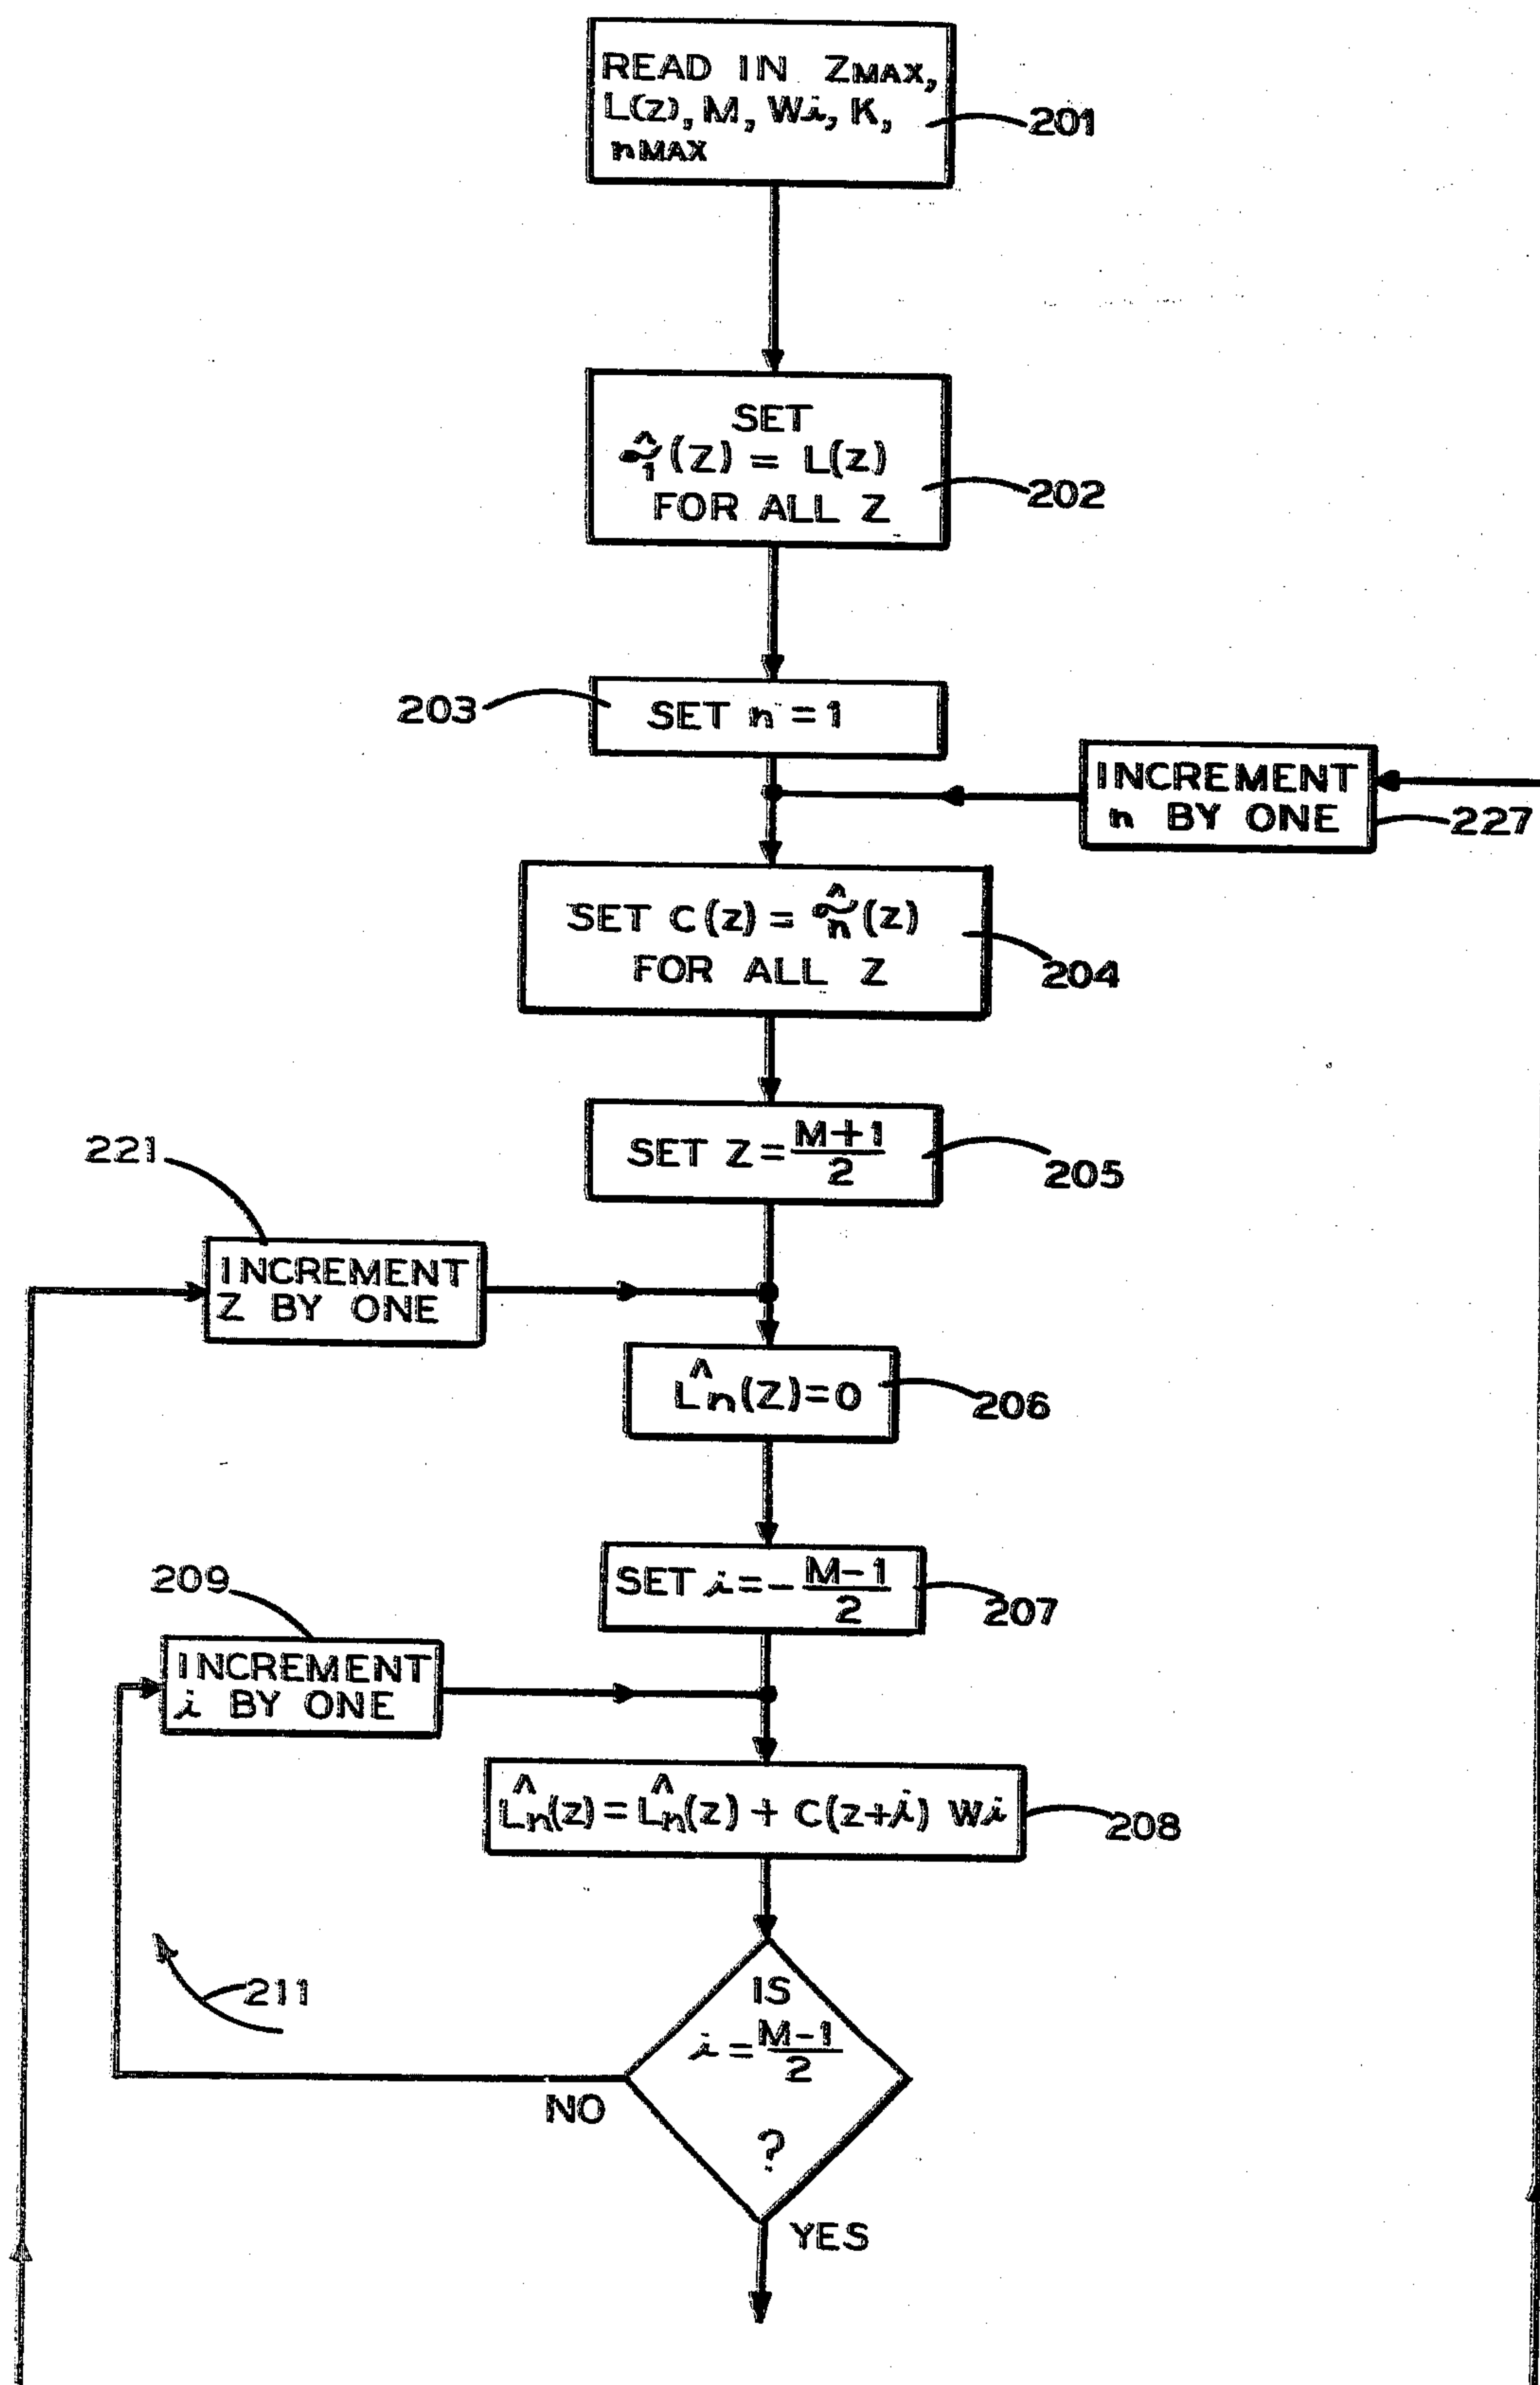 READ IN ZMAX,
L(z), M, Wi, K,
nMAX
201
SET
σ̂₁(Z) = L(z)
FOR ALL Z
202
203
SET n = 1
INCREMENT
n BY ONE
227
SET C(z) = σ̂ₙ(z)
FOR ALL Z
204
SET Z = M+1
2
205
221
INCREMENT
Z BY ONE
L̂n(Z)=0
206
SET i = - M-1
2
207
209
INCREMENT
i BY ONE
L̂n(z) = L̂n(z) + C(z+i) Wi
208
211
IS
i = M-1
2
?
NO
YES